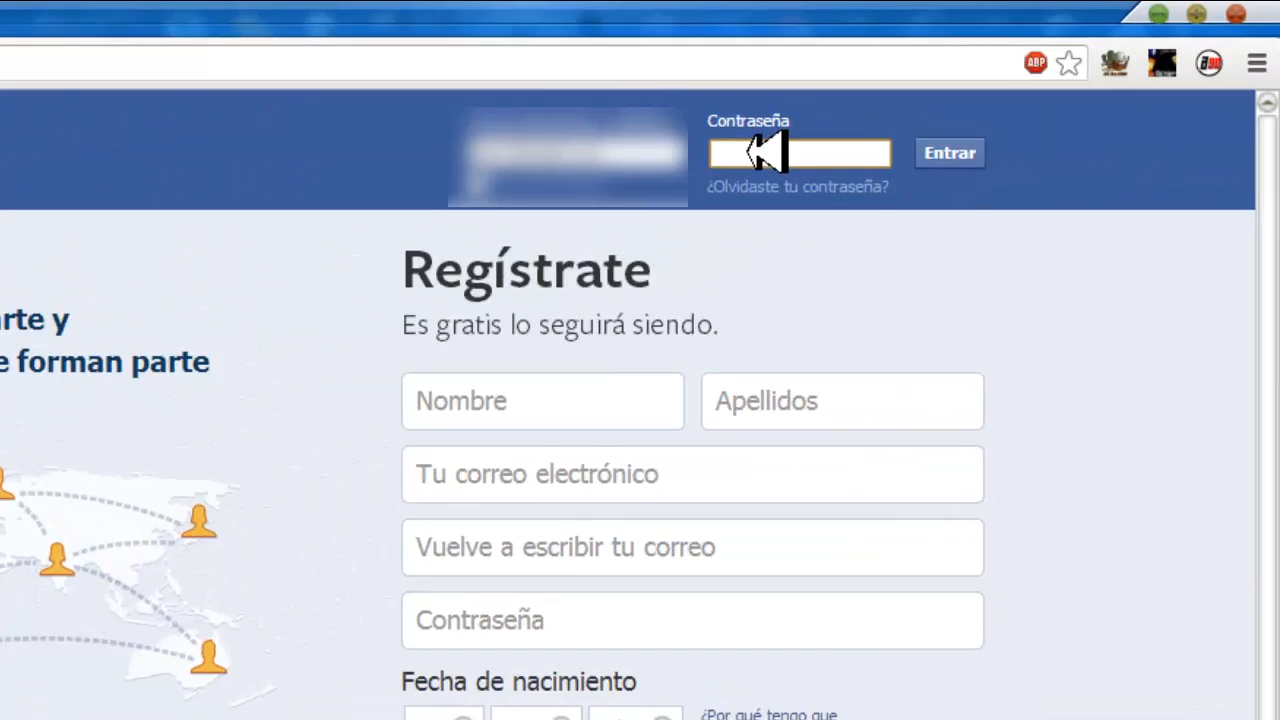 ABP
Contraseña
Entrar
¿Olvidaste tu contraseña?
Regístrate
Es gratis lo seguirá siendo.
rte y
e forman parte
Nombre
Apellidos
Tu correo electrónico
Vuelve a escribir tu correo
Contraseña
Fecha de nacimiento
¿Por qué tengo que